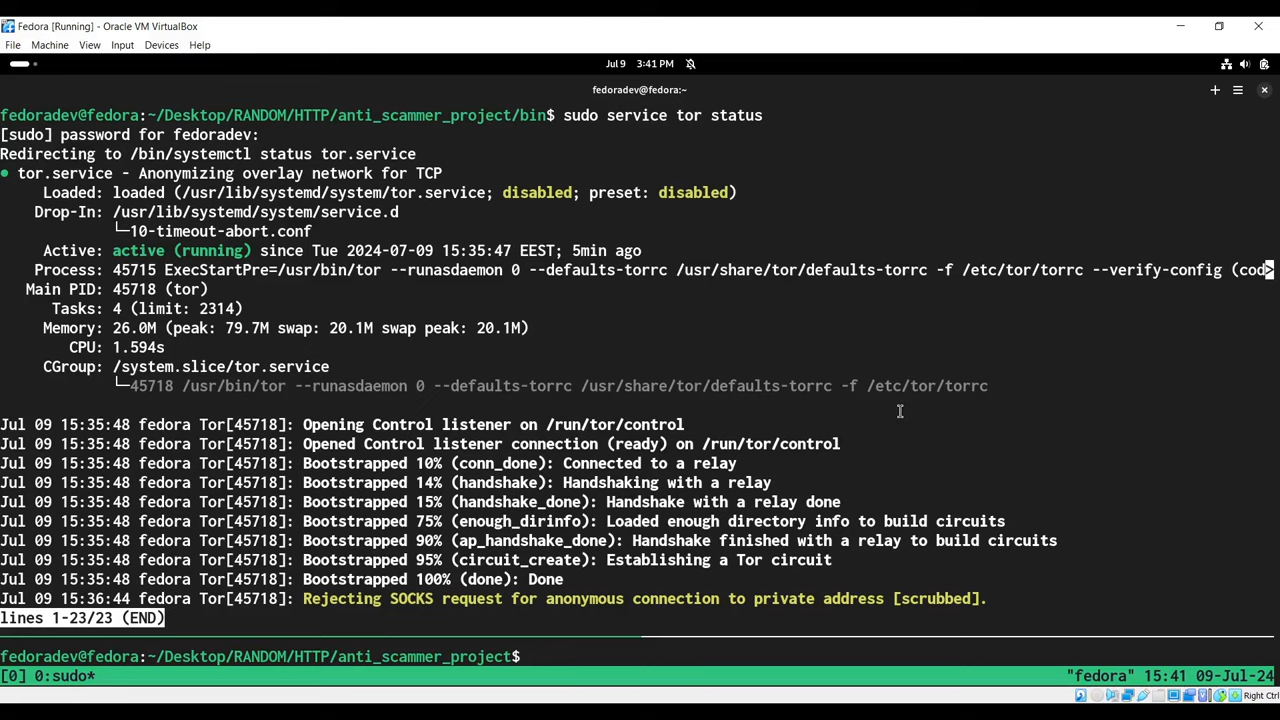 Fedora [Running] - Oracle VM VirtualBox
File Machine View Input Devices Help
Jul 9 3:41 PM
fedoradev@fedora:~
fedoradev@fedora:~/Desktop/RANDOM/HTTP/anti_scammer_project/bin$ sudo service tor status
[sudo] password for fedoradev:
Redirecting to /bin/systemctl status tor.service
● tor.service - Anonymizing overlay network for TCP
Loaded: loaded (/usr/lib/systemd/system/tor.service; disabled; preset: disabled)
Drop-In: /usr/lib/systemd/system/service.d
└─10-timeout-abort.conf
Active: active (running) since Tue 2024-07-09 15:35:47 EEST; 5min ago
Process: 45715 ExecStartPre=/usr/bin/tor --runasdaemon 0 --defaults-torrc /usr/share/tor/defaults-torrc -f /etc/tor/torrc --verify-config (cod>
Main PID: 45718 (tor)
Tasks: 4 (limit: 2314)
Memory: 26.0M (peak: 79.7M swap: 20.1M swap peak: 20.1M)
CPU: 1.594s
CGroup: /system.slice/tor.service
└─45718 /usr/bin/tor --runasdaemon 0 --defaults-torrc /usr/share/tor/defaults-torrc -f /etc/tor/torrc
Jul 09 15:35:48 fedora Tor[45718]: Opening Control listener on /run/tor/control
Jul 09 15:35:48 fedora Tor[45718]: Opened Control listener connection (ready) on /run/tor/control
Jul 09 15:35:48 fedora Tor[45718]: Bootstrapped 10% (conn_done): Connected to a relay
Jul 09 15:35:48 fedora Tor[45718]: Bootstrapped 14% (handshake): Handshaking with a relay
Jul 09 15:35:48 fedora Tor[45718]: Bootstrapped 15% (handshake_done): Handshake with a relay done
Jul 09 15:35:48 fedora Tor[45718]: Bootstrapped 75% (enough_dirinfo): Loaded enough directory info to build circuits
Jul 09 15:35:48 fedora Tor[45718]: Bootstrapped 90% (ap_handshake_done): Handshake finished with a relay to build circuits
Jul 09 15:35:48 fedora Tor[45718]: Bootstrapped 95% (circuit_create): Establishing a Tor circuit
Jul 09 15:35:48 fedora Tor[45718]: Bootstrapped 100% (done): Done
Jul 09 15:36:44 fedora Tor[45718]: Rejecting SOCKS request for anonymous connection to private address [scrubbed].
lines 1-23/23 (END)
fedoradev@fedora:~/Desktop/RANDOM/HTTP/anti_scammer_project$
[0] 0:sudo* "fedora" 15:41 09-Jul-24
Right Ctrl